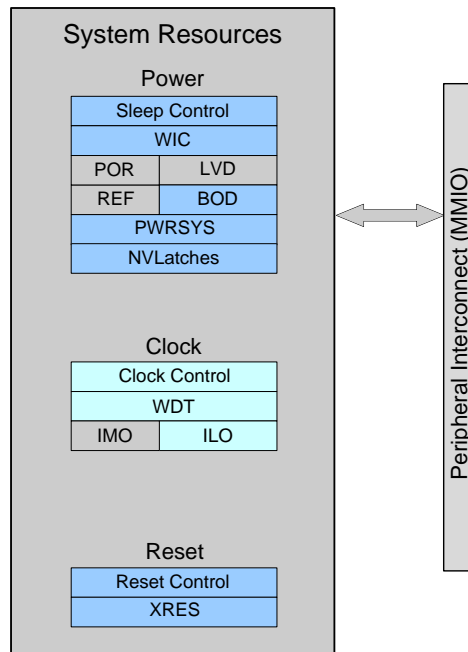 System Resources
Power
Sleep Control
WIC
POR LVD
REF BOD
PWRSYS
NVLatches
Clock
Clock Control
WDT
IMO ILO
Reset
Reset Control
XRES
Peripheral Interconnect (MMIO)